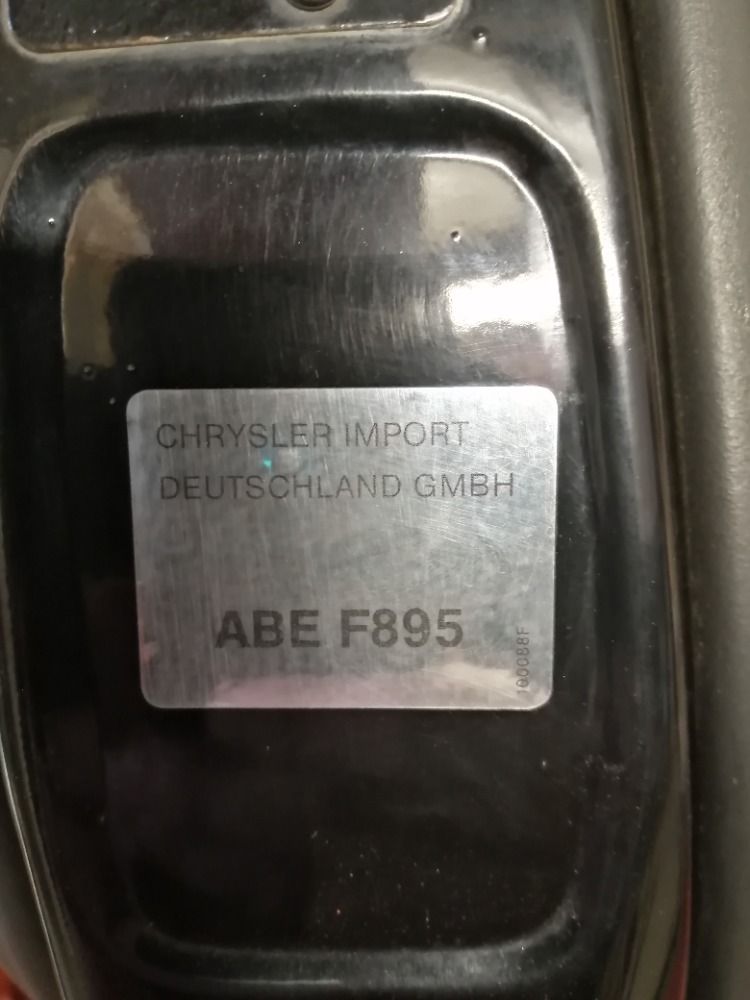 CHRYSLER IMPORT
DEUTSCHLAND GMBH
ABE F895
100088F